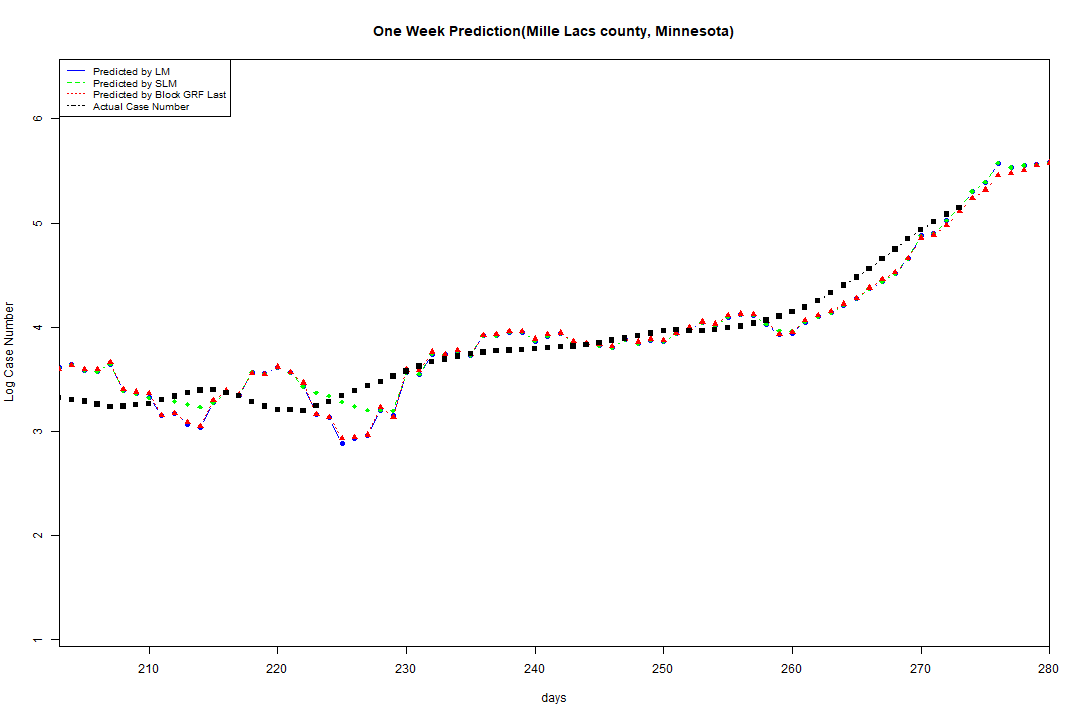 One Week Prediction(Mille Lacs county, Minnesota)
Predicted by LM
Predicted by SLM
Predicted by Block GRF Last
Actual Case Number
6
5
4
3
2
1
Log Case Number
210 220 230 240 250 260 270 280
days